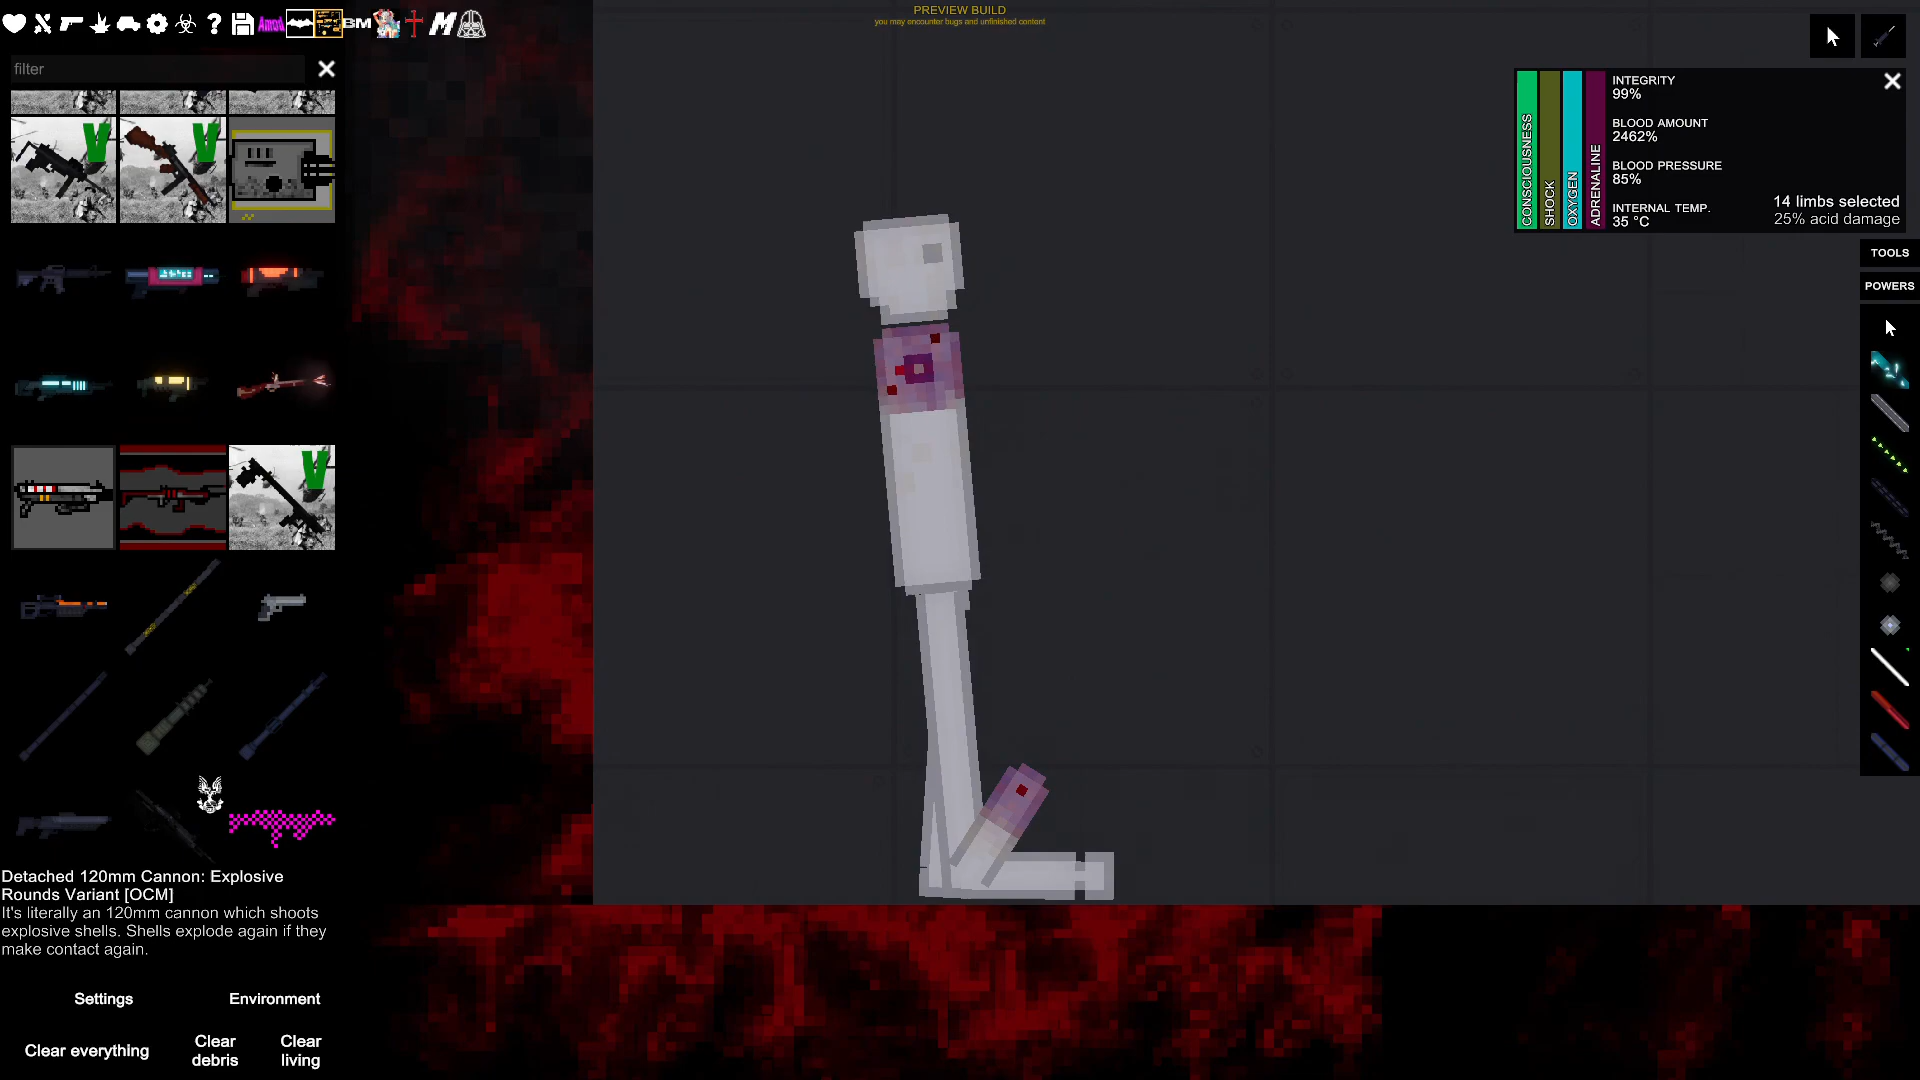 PREVIEW BUILD
you may encounter bugs and unfinished content
Amod
BM
M
filter
V
V
V
CONSCIOUSNESS
SHOCK
OXYGEN
ADRENALINE
INTEGRITY
99%
BLOOD AMOUNT
2462%
BLOOD PRESSURE
85%
INTERNAL TEMP.
35 °C
14 limbs selected
25% acid damage
TOOLS
POWERS
Detached 120mm Cannon: Explosive
Rounds Variant [OCM]
It's literally an 120mm cannon which shoots
explosive shells. Shells explode again if they
make contact again.
Settings
Environment
Clear everything
Clear
debris
Clear
living